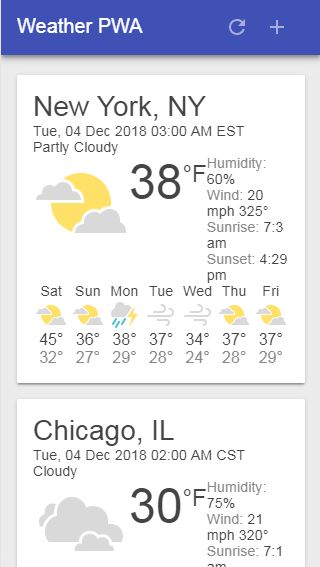 Weather PWA
New York, NY
Tue, 04 Dec 2018 03:00 AM EST
Partly Cloudy
38°F
Humidity:
60%
Wind: 20
mph 325°
Sunrise: 7:3
am
Sunset: 4:29
pm
Sat Sun Mon Tue Wed Thu Fri
45° 36° 38° 37° 34° 37° 37°
32° 27° 29° 28° 24° 28° 29°
Chicago, IL
Tue, 04 Dec 2018 02:00 AM CST
Cloudy
30°F
Humidity:
75%
Wind: 21
mph 320°
Sunrise: 7:1
am